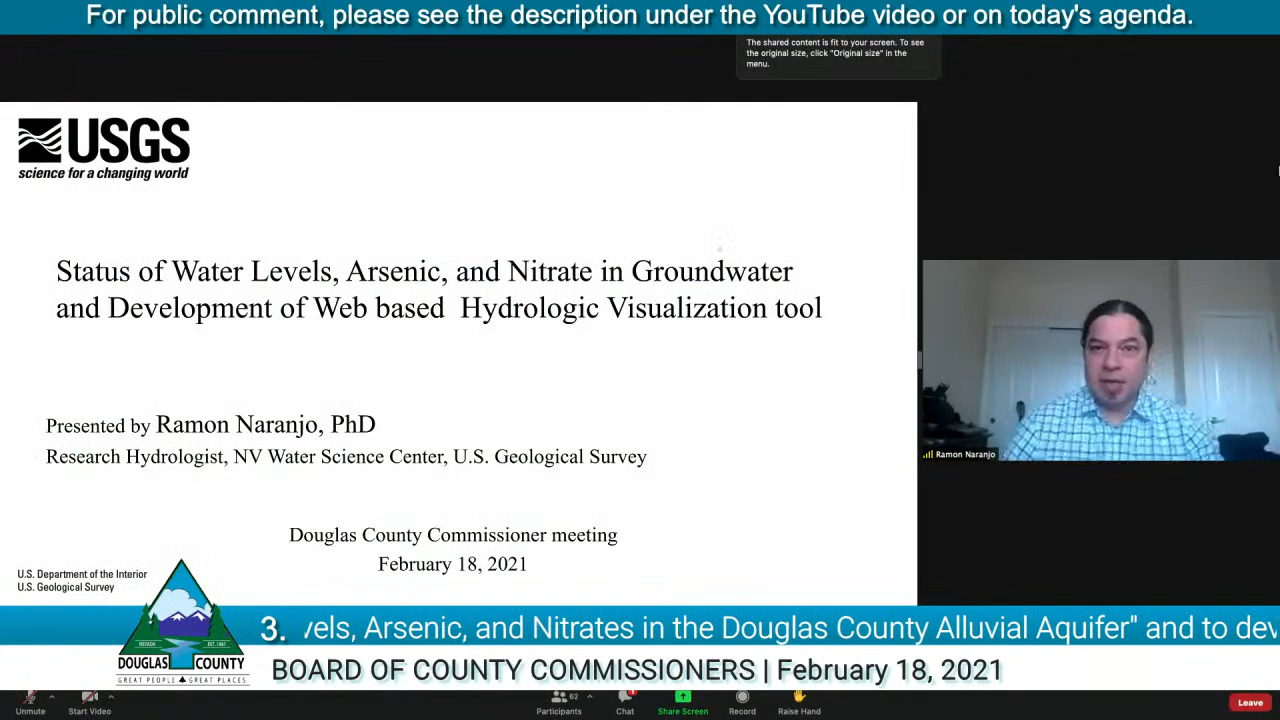 For public comment, please see the description under the YouTube video or on today's agenda.
The shared content is fit to your screen. To see
the original size, click "Original size" in the
menu.
USGS
science for a changing world
Status of Water Levels, Arsenic, and Nitrate in Groundwater
and Development of Web based Hydrologic Visualization tool
Presented by Ramon Naranjo, PhD
Research Hydrologist, NV Water Science Center, U.S. Geological Survey
Ramon Naranjo
Douglas County Commissioner meeting
February 18, 2021
U.S. Department of the Interior
U.S. Geological Survey
NEVADA EST. 1861
DOUGLAS COUNTY
GREAT PEOPLE GREAT PLACES
3. vels, Arsenic, and Nitrates in the Douglas County Alluvial Aquifer" and to dev
BOARD OF COUNTY COMMISSIONERS | February 18, 2021
Unmute
Start Video
62
Participants
1
Chat
Share Screen
Record
Raise Hand
Leave